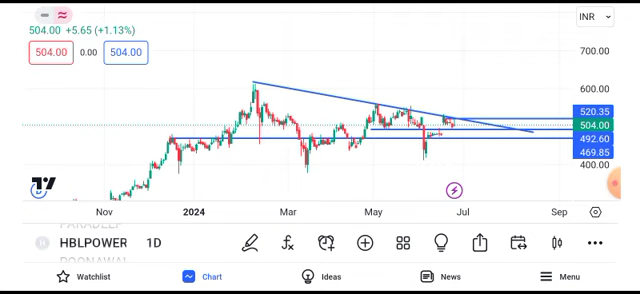 INR
504.00 +5.65 (+1.13%)
504.00 0.00 504.00
700.00
600.00
520.35
504.00
492.60
469.85
400.00
Nov 2024 Mar May Jul Sep
PARADEEP
H HBLPOWER 1D
POONAWAL
Watchlist Chart Ideas News Menu